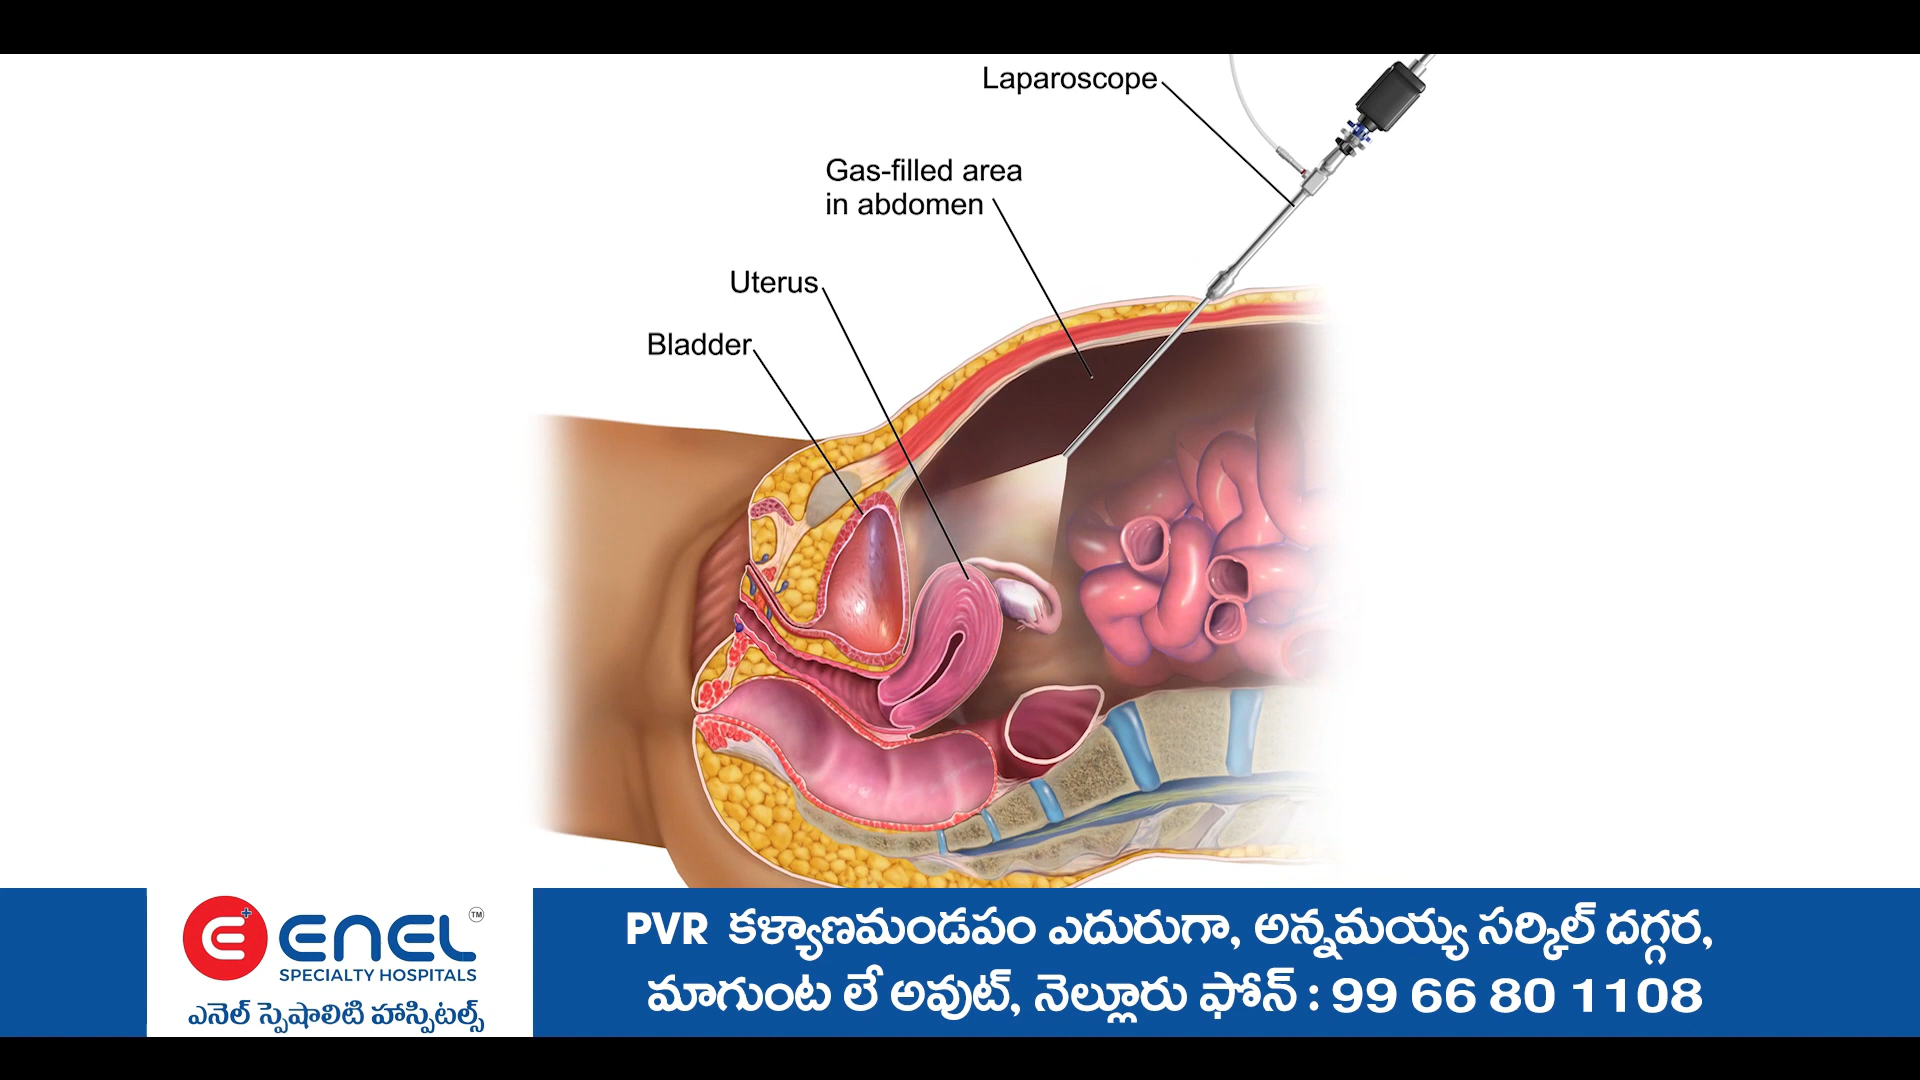 Laparoscope
Gas-filled area
in abdomen
Uterus
Bladder
ENEL TM
SPECIALTY HOSPITALS
ఎనెల్ స్పెషాలిటి హాస్పిటల్స్
PVR కళ్యాణమండపం ఎదురుగా, అన్నమయ్య సర్కిల్ దగ్గర,
మాగుంట లే అవుట్, నెల్లూరు ఫోన్ : 99 66 80 1108